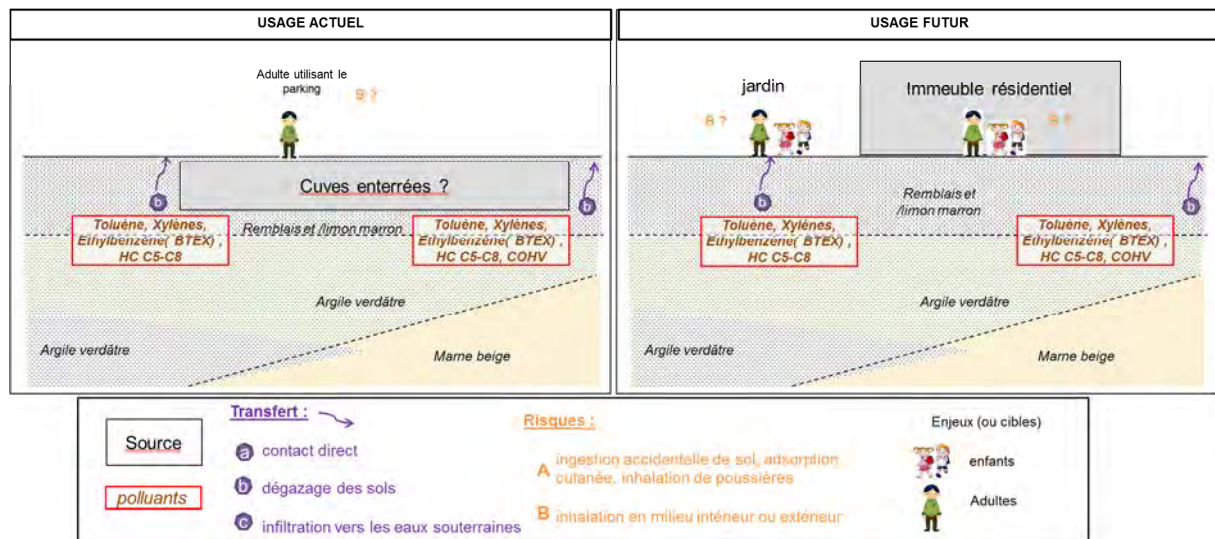 USAGE ACTUEL
Adulte utilisant le
parking
B ?
Cuves enterrées ?
b
b
Toluène, Xylènes,
Ethylbenzène( BTEX) ,
HC C5-C8
Remblais et /limon marron
Toluène, Xylènes,
Ethylbenzène( BTEX) ,
HC C5-C8, COHV
Argile verdâtre
Argile verdâtre
Marne beige
USAGE FUTUR
jardin
Immeuble résidentiel
B ?
B ?
Remblais et
/limon marron
b
b
Toluène, Xylènes,
Ethylbenzène( BTEX) ,
HC C5-C8
Toluène, Xylènes,
Ethylbenzène( BTEX) ,
HC C5-C8, COHV
Argile verdâtre
Argile verdâtre
Marne beige
Source
polluants
Transfert :
a contact direct
b dégazage des sols
c infiltration vers les eaux souterraines
Risques :
A ingestion accidentelle de sol, adsorption
cutanée, inhalation de poussières
B inhalation en milieu intérieur ou extérieur
Enjeux (ou cibles)
enfants
Adultes